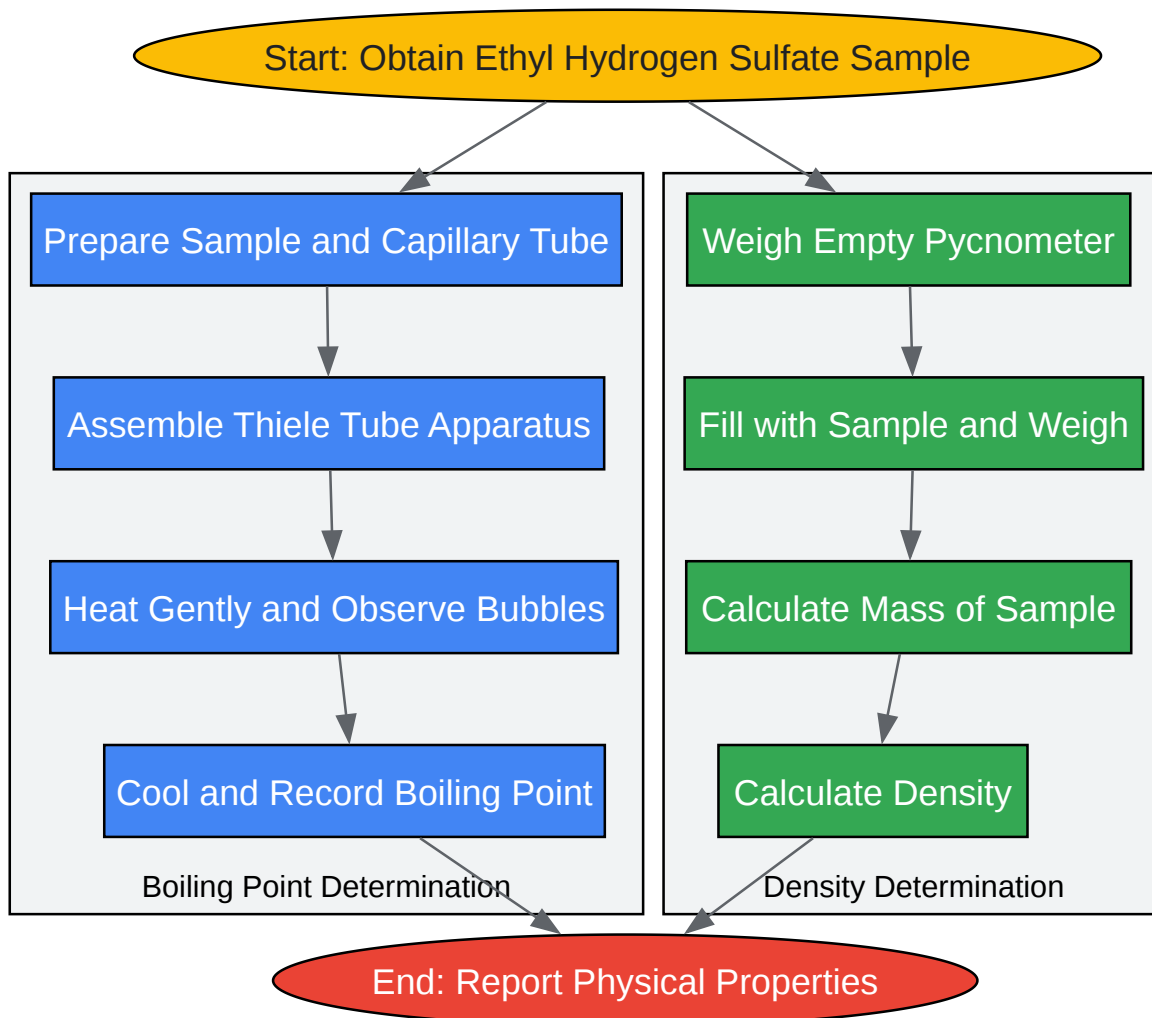 Start: Obtain Ethyl Hydrogen Sulfate Sample
Prepare Sample and Capillary Tube
Assemble Thiele Tube Apparatus
Heat Gently and Observe Bubbles
Cool and Record Boiling Point
Boiling Point Determination
Weigh Empty Pycnometer
Fill with Sample and Weigh
Calculate Mass of Sample
Calculate Density
Density Determination
End: Report Physical Properties